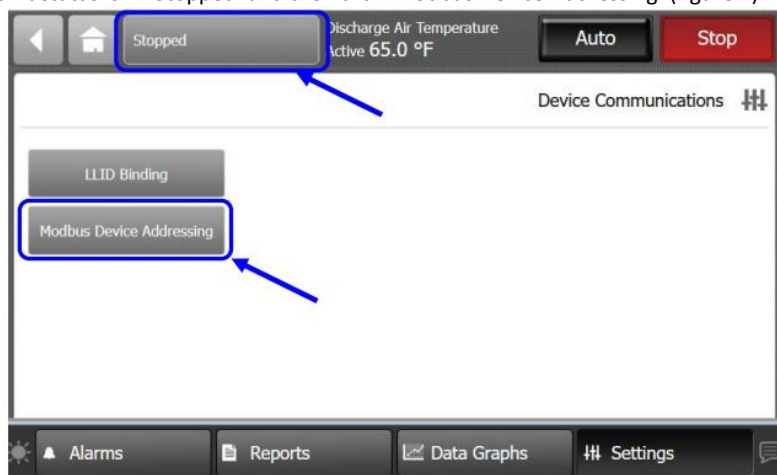 Stopped
Discharge Air Temperature
Active 65.0 °F
Auto
Stop
Device Communications
LLID Binding
Modbus Device Addressing
Alarms
Reports
Data Graphs
Settings